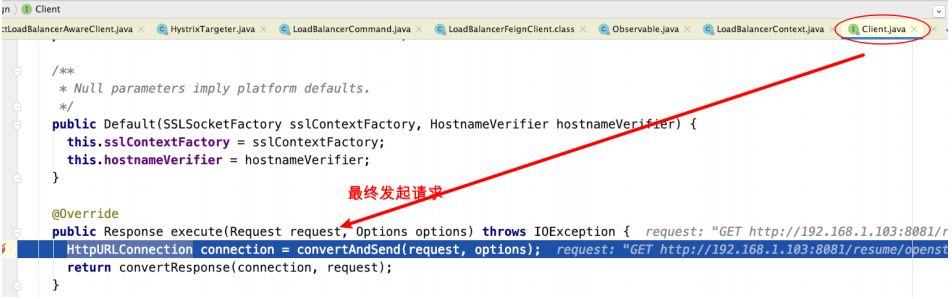 gn Client
ctLoadBalancerAwareClient.java HystrixTargeter.java LoadBalancerCommand.java LoadBalancerFeignClient.class Observable.java LoadBalancerContext.java Client.java
/**
* Null parameters imply platform defaults.
*/
public Default(SSLSocketFactory sslContextFactory, HostnameVerifier hostnameVerifier) {
this.sslContextFactory = sslContextFactory;
this.hostnameVerifier = hostnameVerifier;
}
最终发起请求
@Override
public Response execute(Request request, Options options) throws IOException { request: "GET http://192.168.1.103:8081/r
HttpURLConnection connection = convertAndSend(request, options); request: "GET http://192.168.1.103:8081/resume/openst
return convertResponse(connection, request);
}